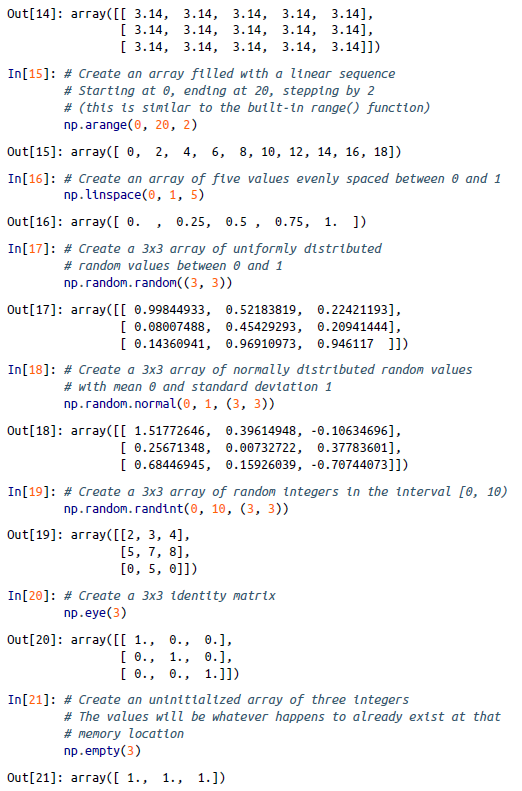 Out[14]: array([[ 3.14,  3.14,  3.14,  3.14,  3.14],
               [ 3.14,  3.14,  3.14,  3.14,  3.14],
               [ 3.14,  3.14,  3.14,  3.14,  3.14]])
In[15]: # Create an array filled with a linear sequence
        # Starting at 0, ending at 20, stepping by 2
        # (this is similar to the built-in range() function)
        np.arange(0, 20, 2)
Out[15]: array([ 0,  2,  4,  6,  8, 10, 12, 14, 16, 18])
In[16]: # Create an array of five values evenly spaced between 0 and 1
        np.linspace(0, 1, 5)
Out[16]: array([ 0.  ,  0.25,  0.5 ,  0.75,  1.  ])
In[17]: # Create a 3x3 array of uniformly distributed
        # random values between 0 and 1
        np.random.random((3, 3))
Out[17]: array([[ 0.99844933,  0.52183819,  0.22421193],
               [ 0.08007488,  0.45429293,  0.20941444],
               [ 0.14360941,  0.96910973,  0.946117  ]])
In[18]: # Create a 3x3 array of normally distributed random values
        # with mean 0 and standard deviation 1
        np.random.normal(0, 1, (3, 3))
Out[18]: array([[ 1.51772646,  0.39614948, -0.10634696],
               [ 0.25671348,  0.00732722,  0.37783601],
               [ 0.68446945,  0.15926039, -0.70744073]])
In[19]: # Create a 3x3 array of random integers in the interval [0, 10)
        np.random.randint(0, 10, (3, 3))
Out[19]: array([[2, 3, 4],
               [5, 7, 8],
               [0, 5, 0]])
In[20]: # Create a 3x3 identity matrix
        np.eye(3)
Out[20]: array([[ 1.,  0.,  0.],
               [ 0.,  1.,  0.],
               [ 0.,  0.,  1.]])
In[21]: # Create an uninitialized array of three integers
        # The values will be whatever happens to already exist at that
        # memory location
        np.empty(3)
Out[21]: array([ 1.,  1.,  1.])